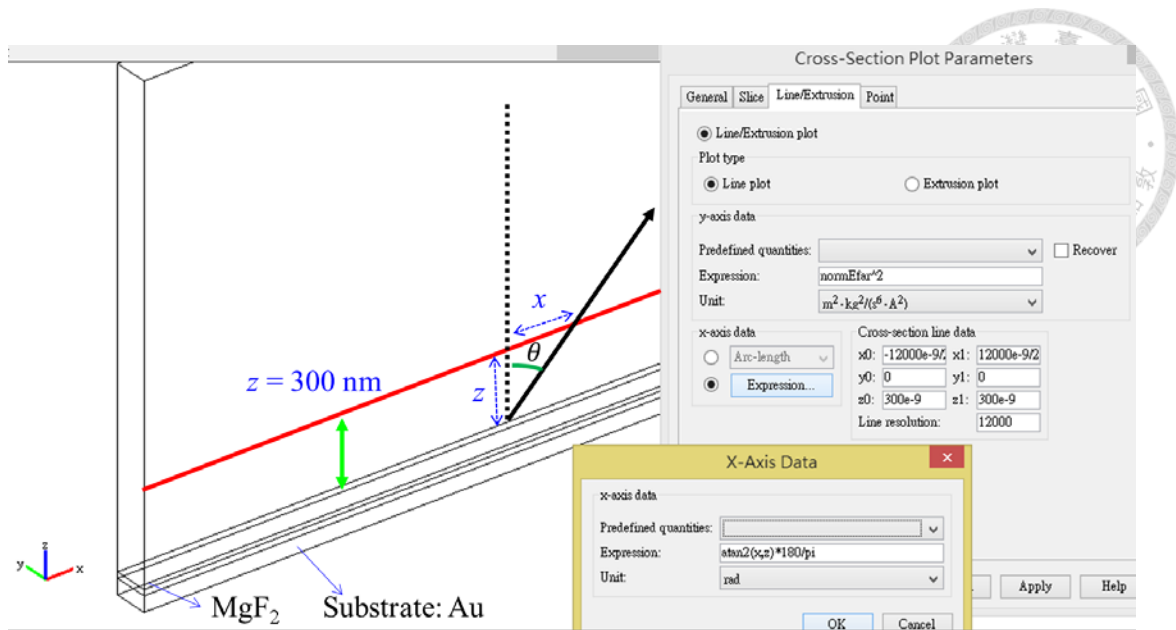 Cross-Section Plot Parameters
General Slice Line/Extrusion Point
Line/Extrusion plot
Plot type
Line plot Extrusion plot
y-axis data
Predefined quantities: Recover
Expression: normEfar^2
Unit: m²·kg²/(s⁶·A²)
x-axis data
Arc-length
Expression...
Cross-section line data
x0: -12000e-9/2 x1: 12000e-9/2
y0: 0 y1: 0
z0: 300e-9 z1: 300e-9
Line resolution: 12000
Apply Help
X-Axis Data
x-axis data
Predefined quantities:
Expression: atan2(x,z)*180/pi
Unit: rad
OK Cancel
x
θ
z
z = 300 nm
z
y x
MgF₂ Substrate: Au